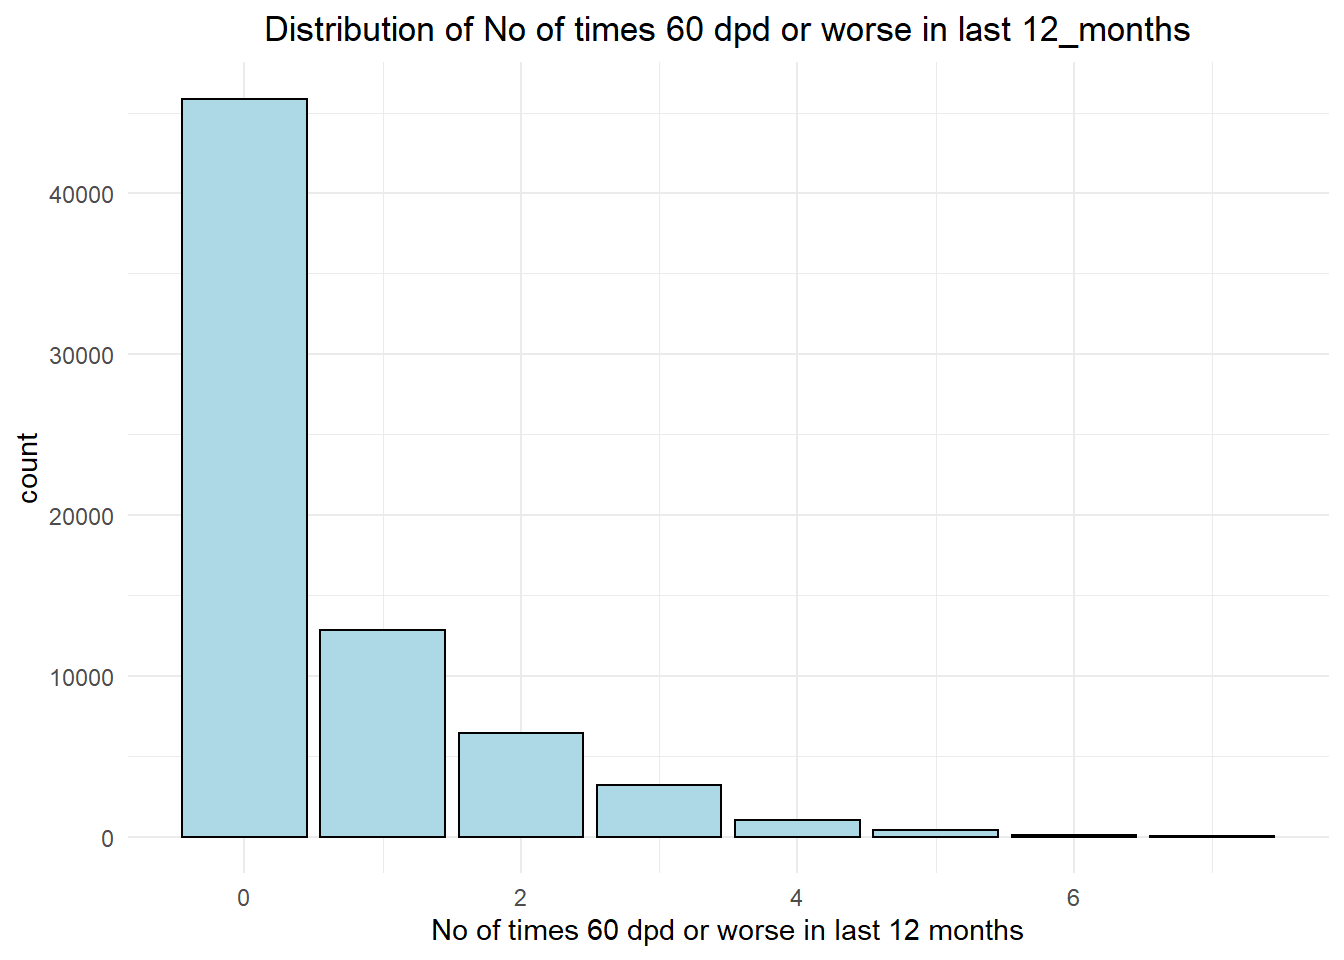 Distribution of No of times 60 dpd or worse in last 12_months
count
40000
30000
20000
10000
0
0 2 4 6
No of times 60 dpd or worse in last 12 months